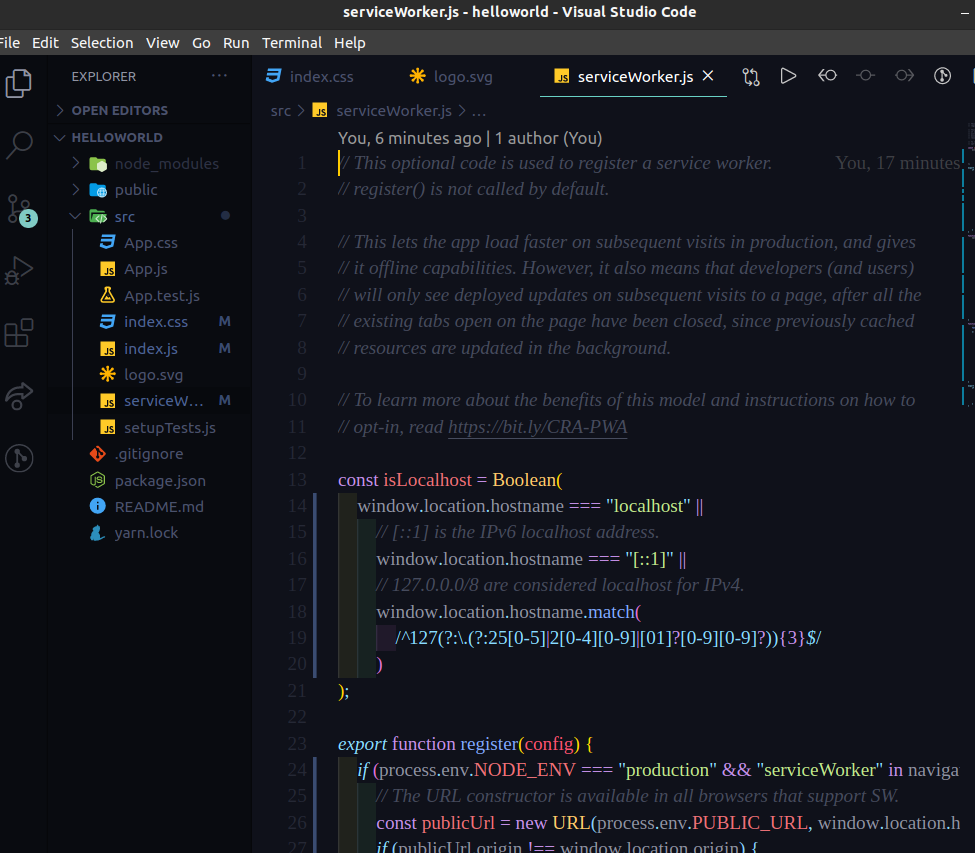 serviceWorker.js - helloworld - Visual Studio Code
File Edit Selection View Go Run Terminal Help
EXPLORER
index.css
logo.svg
serviceWorker.js
OPEN EDITORS
HELLOWORLD
node_modules
public
src
App.css
App.js
App.test.js
index.css M
index.js M
logo.svg
serviceW... M
setupTests.js
.gitignore
package.json
README.md
yarn.lock
3
src > JS serviceWorker.js > ...
You, 6 minutes ago | 1 author (You)
1 // This optional code is used to register a service worker. You, 17 minutes
2 // register() is not called by default.
3
4 // This lets the app load faster on subsequent visits in production, and gives
5 // it offline capabilities. However, it also means that developers (and users)
6 // will only see deployed updates on subsequent visits to a page, after all the
7 // existing tabs open on the page have been closed, since previously cached
8 // resources are updated in the background.
9
10 // To learn more about the benefits of this model and instructions on how to
11 // opt-in, read https://bit.ly/CRA-PWA
12
13 const isLocalhost = Boolean(
14 window.location.hostname === "localhost" ||
15 // [::1] is the IPv6 localhost address.
16 window.location.hostname === "[::1]" ||
17 // 127.0.0.0/8 are considered localhost for IPv4.
18 window.location.hostname.match(
19 /^127(?:\.(?:25[0-5]|2[0-4][0-9]|[01]?[0-9][0-9]?)){3}$/
20 )
21 );
22
23 export function register(config) {
24 if (process.env.NODE_ENV === "production" && "serviceWorker" in naviga
25 // The URL constructor is available in all browsers that support SW.
26 const publicUrl = new URL(process.env.PUBLIC_URL, window.location.h
27 if (publicUrl.origin !== window.location.origin) {